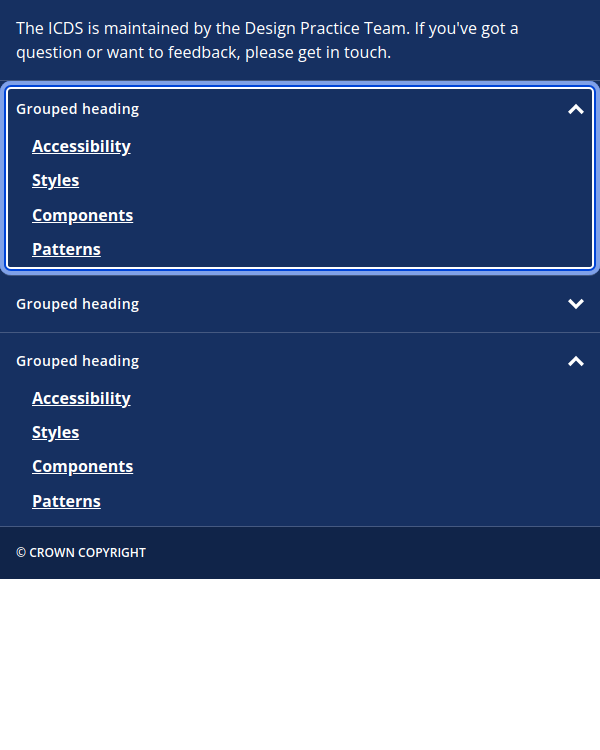 The ICDS is maintained by the Design Practice Team. If you've got a
question or want to feedback, please get in touch.
Grouped heading
Accessibility
Styles
Components
Patterns
Grouped heading
Grouped heading
Accessibility
Styles
Components
Patterns
© CROWN COPYRIGHT